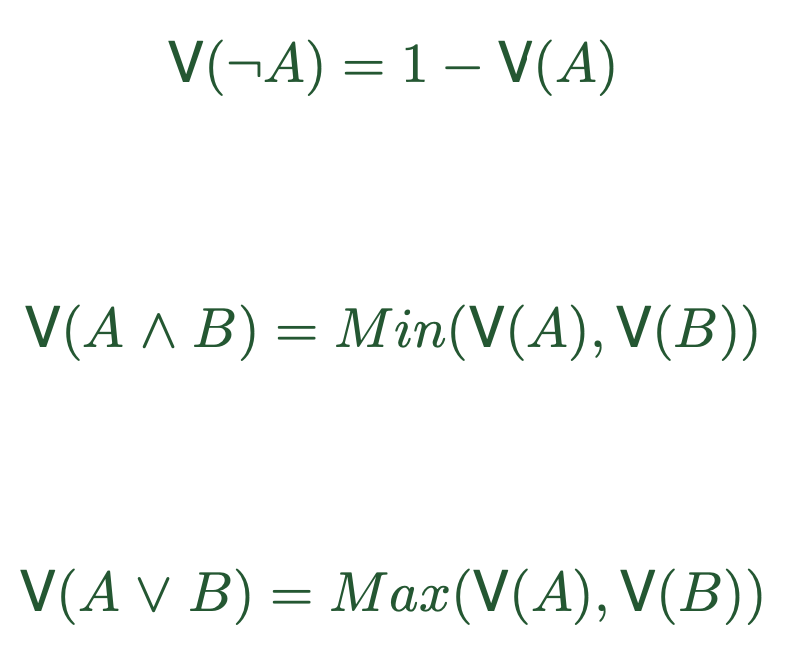 V(¬A) = 1 − V(A)
V(A ∧ B) = Min(V(A), V(B))
V(A ∨ B) = Max(V(A), V(B))